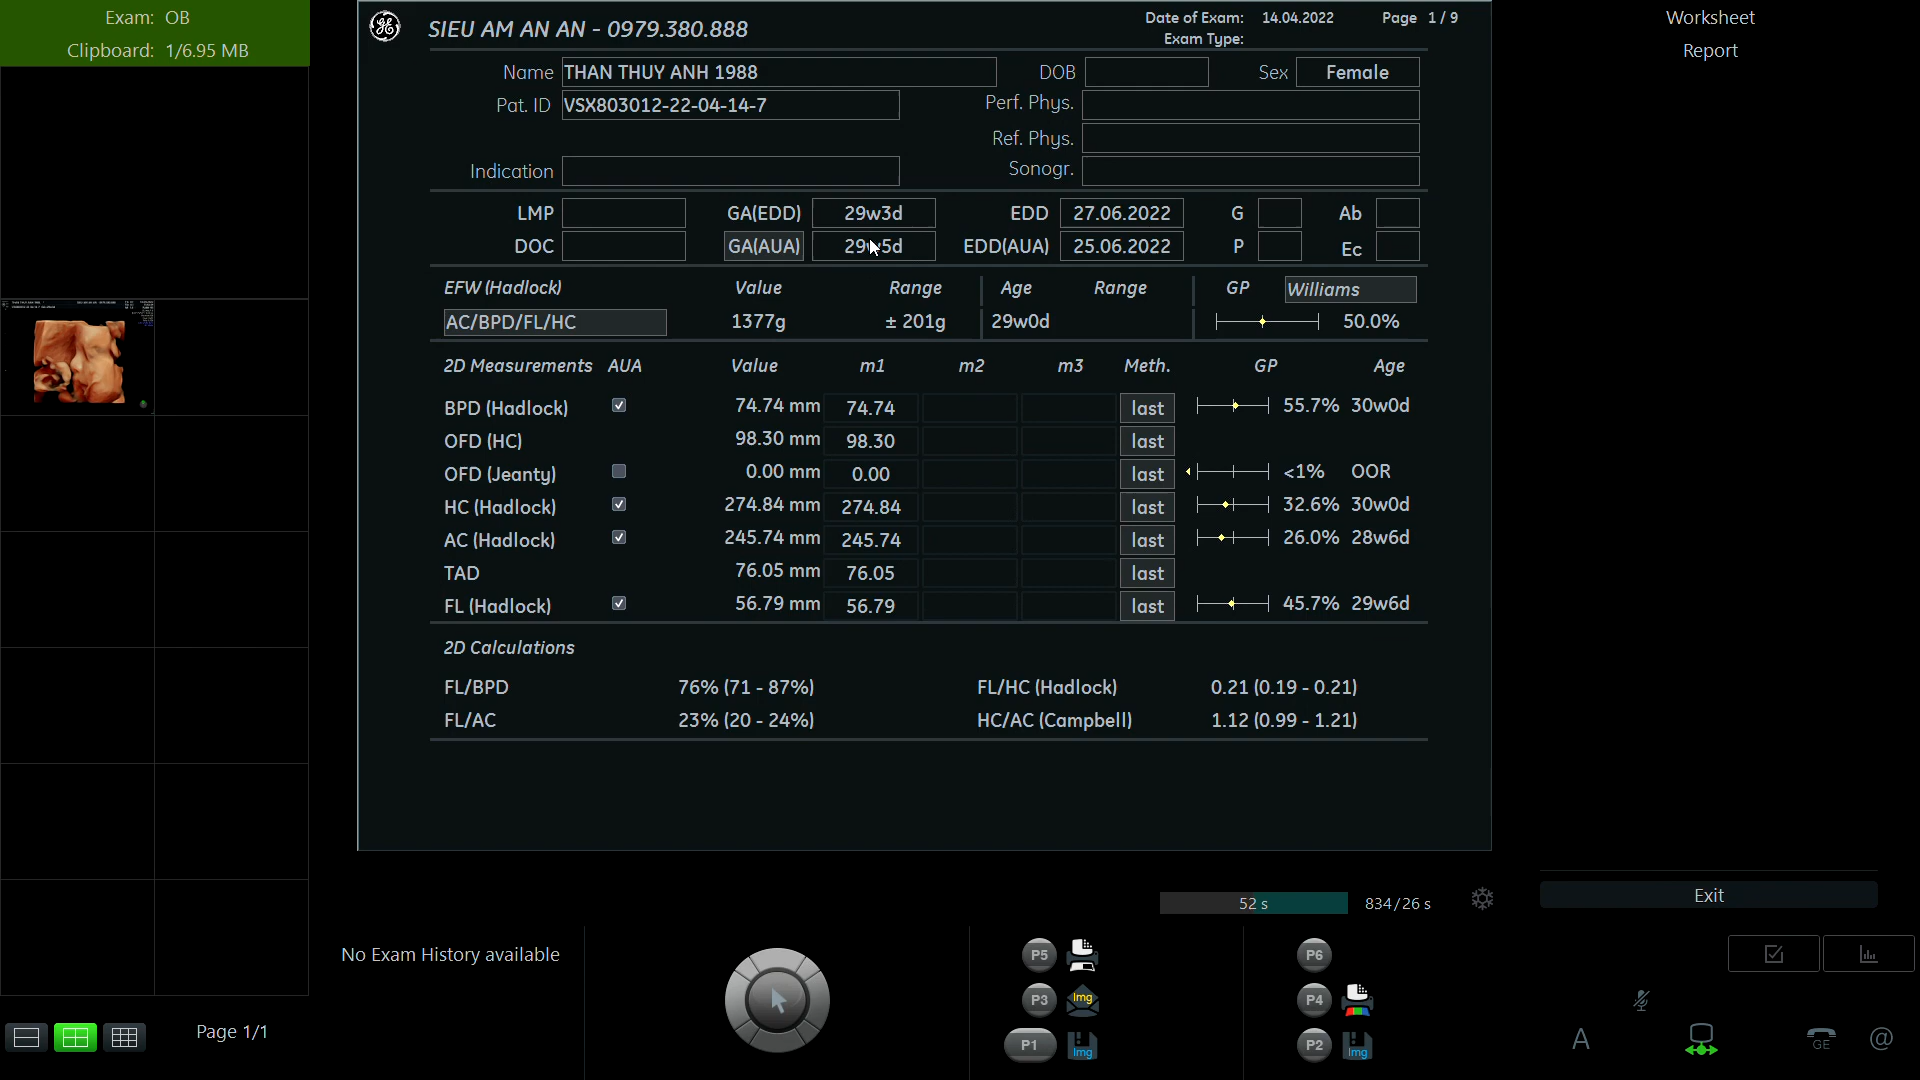 Exam: OB
Clipboard: 1/6.95 MB
SIEU AM AN AN - 0979.380.888
Date of Exam: 14.04.2022 Page 1 / 9
Exam Type:
Worksheet
Report
Name THAN THUY ANH 1988 DOB Sex Female
Pat. ID VSX803012-22-04-14-7 Perf. Phys.
Ref. Phys.
Indication Sonogr.
LMP GA(EDD) 29w3d EDD 27.06.2022 G Ab
DOC GA(AUA) 29w5d EDD(AUA) 25.06.2022 P Ec
EFW (Hadlock) Value Range Age Range GP Williams
AC/BPD/FL/HC 1377g ± 201g 29w0d 50.0%
2D Measurements AUA Value m1 m2 m3 Meth. GP Age
BPD (Hadlock) 74.74 mm 74.74 last 55.7% 30w0d
OFD (HC) 98.30 mm 98.30 last
OFD (Jeanty) 0.00 mm 0.00 last <1% OOR
HC (Hadlock) 274.84 mm 274.84 last 32.6% 30w0d
AC (Hadlock) 245.74 mm 245.74 last 26.0% 28w6d
TAD 76.05 mm 76.05 last
FL (Hadlock) 56.79 mm 56.79 last 45.7% 29w6d
2D Calculations
FL/BPD 76% (71 - 87%) FL/HC (Hadlock) 0.21 (0.19 - 0.21)
FL/AC 23% (20 - 24%) HC/AC (Campbell) 1.12 (0.99 - 1.21)
52 s 834/26 s
Exit
No Exam History available
P5 P6
P3 Img P4
P1 Img P2 Img
Page 1/1
A GE @